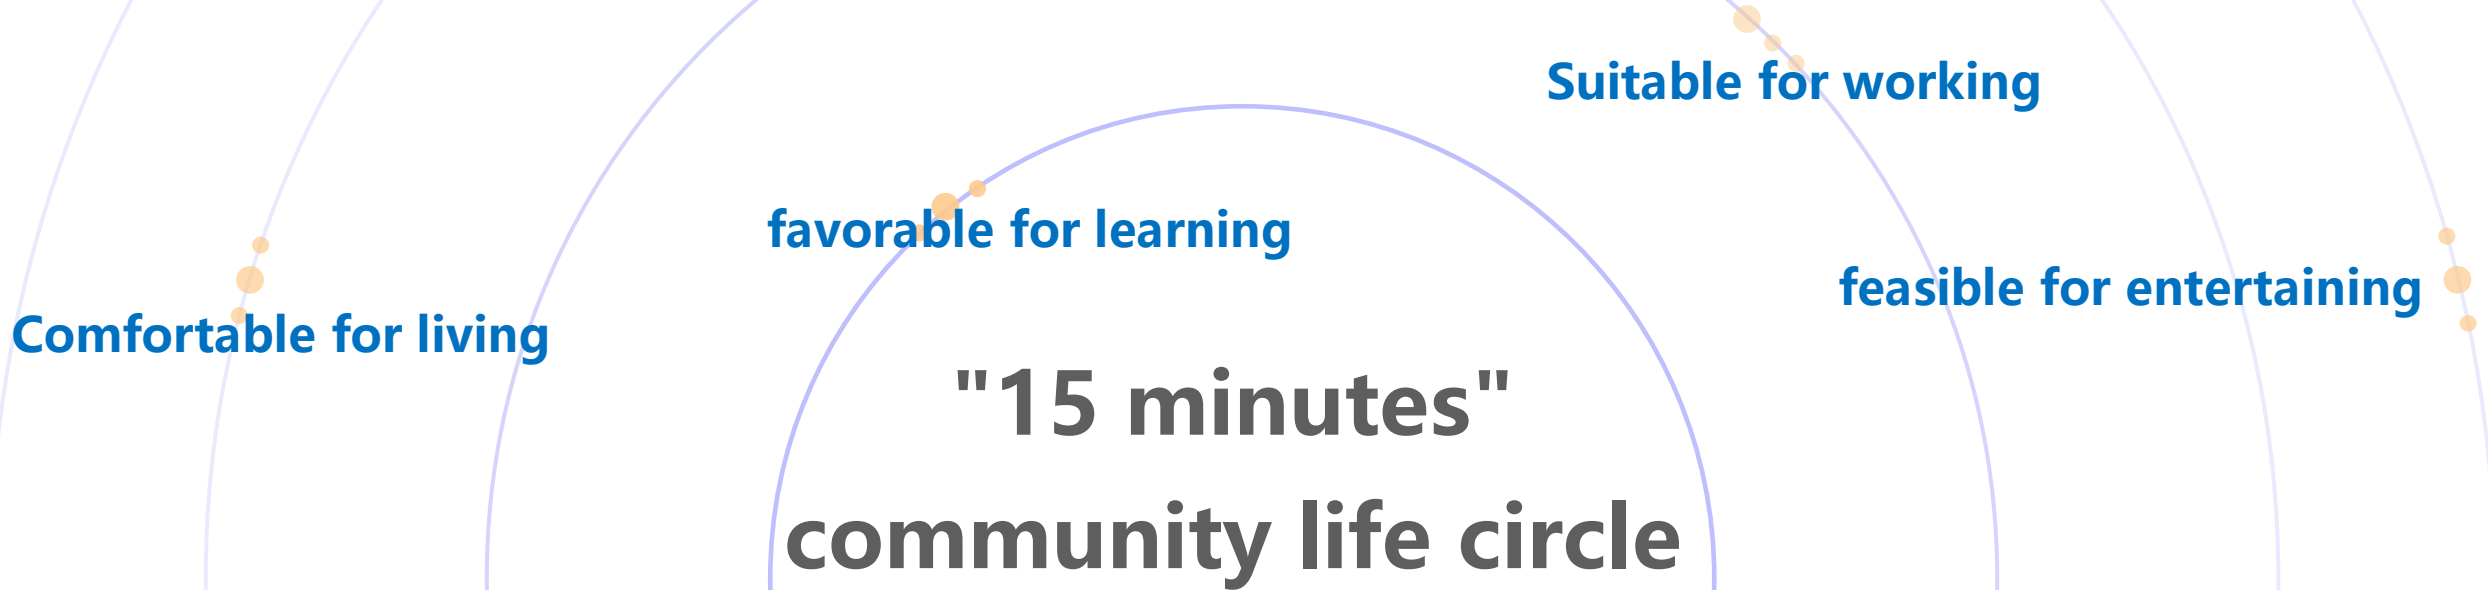 Suitable for working
favorable for learning
feasible for entertaining
Comfortable for living
"15 minutes"
community life circle